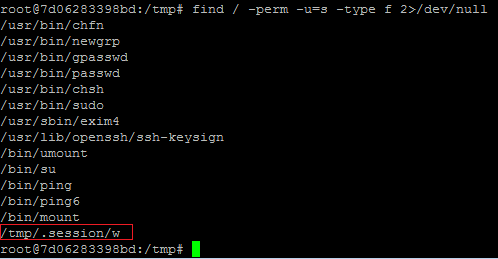 root@7d06283398bd:/tmp# find / -perm -u=s -type f 2>/dev/null
/usr/bin/chfn
/usr/bin/newgrp
/usr/bin/gpasswd
/usr/bin/passwd
/usr/bin/chsh
/usr/bin/sudo
/usr/sbin/exim4
/usr/lib/openssh/ssh-keysign
/bin/umount
/bin/su
/bin/ping
/bin/ping6
/bin/mount
/tmp/.session/w
root@7d06283398bd:/tmp#